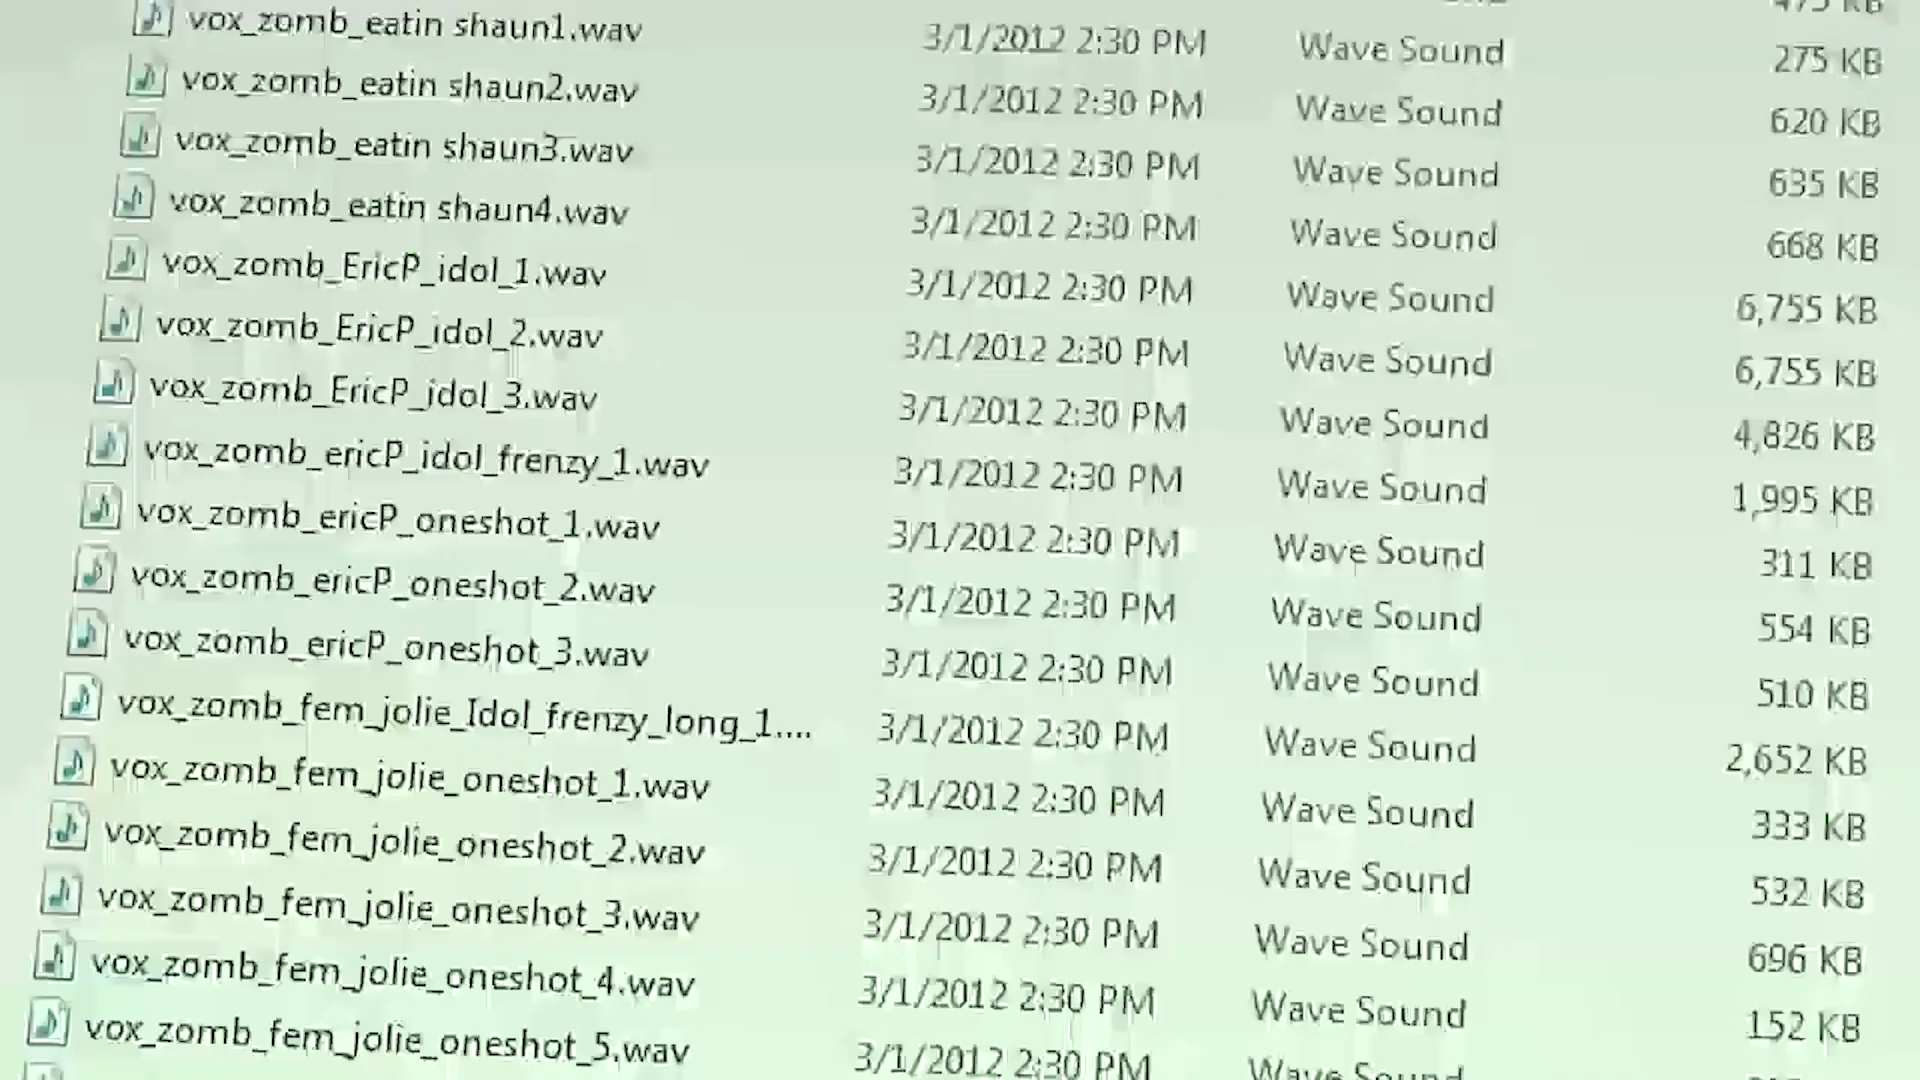 475 KB
vox_zomb_eatin shaun1.wav 3/1/2012 2:30 PM Wave Sound 275 KB
vox_zomb_eatin shaun2.wav 3/1/2012 2:30 PM Wave Sound 620 KB
vox_zomb_eatin shaun3.wav 3/1/2012 2:30 PM Wave Sound 635 KB
vox_zomb_eatin shaun4.wav 3/1/2012 2:30 PM Wave Sound 668 KB
vox_zomb_EricP_idol_1.wav 3/1/2012 2:30 PM Wave Sound 6,755 KB
vox_zomb_EricP_idol_2.wav 3/1/2012 2:30 PM Wave Sound 6,755 KB
vox_zomb_EricP_idol_3.wav 3/1/2012 2:30 PM Wave Sound 4,826 KB
vox_zomb_ericP_idol_frenzy_1.wav 3/1/2012 2:30 PM Wave Sound 1,995 KB
vox_zomb_ericP_oneshot_1.wav 3/1/2012 2:30 PM Wave Sound 311 KB
vox_zomb_ericP_oneshot_2.wav 3/1/2012 2:30 PM Wave Sound 554 KB
vox_zomb_ericP_oneshot_3.wav 3/1/2012 2:30 PM Wave Sound 510 KB
vox_zomb_fem_jolie_Idol_frenzy_long_1.... 3/1/2012 2:30 PM Wave Sound 2,652 KB
vox_zomb_fem_jolie_oneshot_1.wav 3/1/2012 2:30 PM Wave Sound 333 KB
vox_zomb_fem_jolie_oneshot_2.wav 3/1/2012 2:30 PM Wave Sound 532 KB
vox_zomb_fem_jolie_oneshot_3.wav 3/1/2012 2:30 PM Wave Sound 696 KB
vox_zomb_fem_jolie_oneshot_4.wav 3/1/2012 2:30 PM Wave Sound 152 KB
vox_zomb_fem_jolie_oneshot_5.wav 3/1/2012 2:30 PM Wave Sound